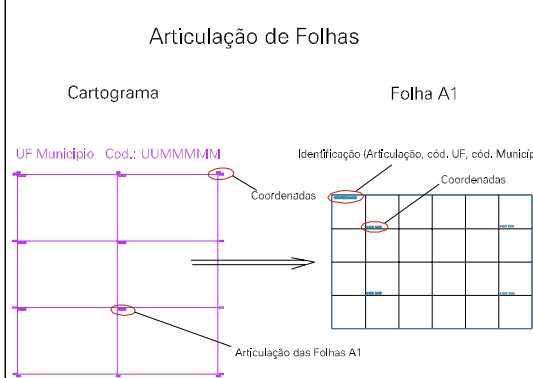 Articulação de Folhas
Cartograma
Folha A1
UF Municipio Cod.: UUMMMMM
Identificação (Articulação, cód. UF, cód. Municíp
Coordenadas
Coordenadas
Articulação das Folhas A1